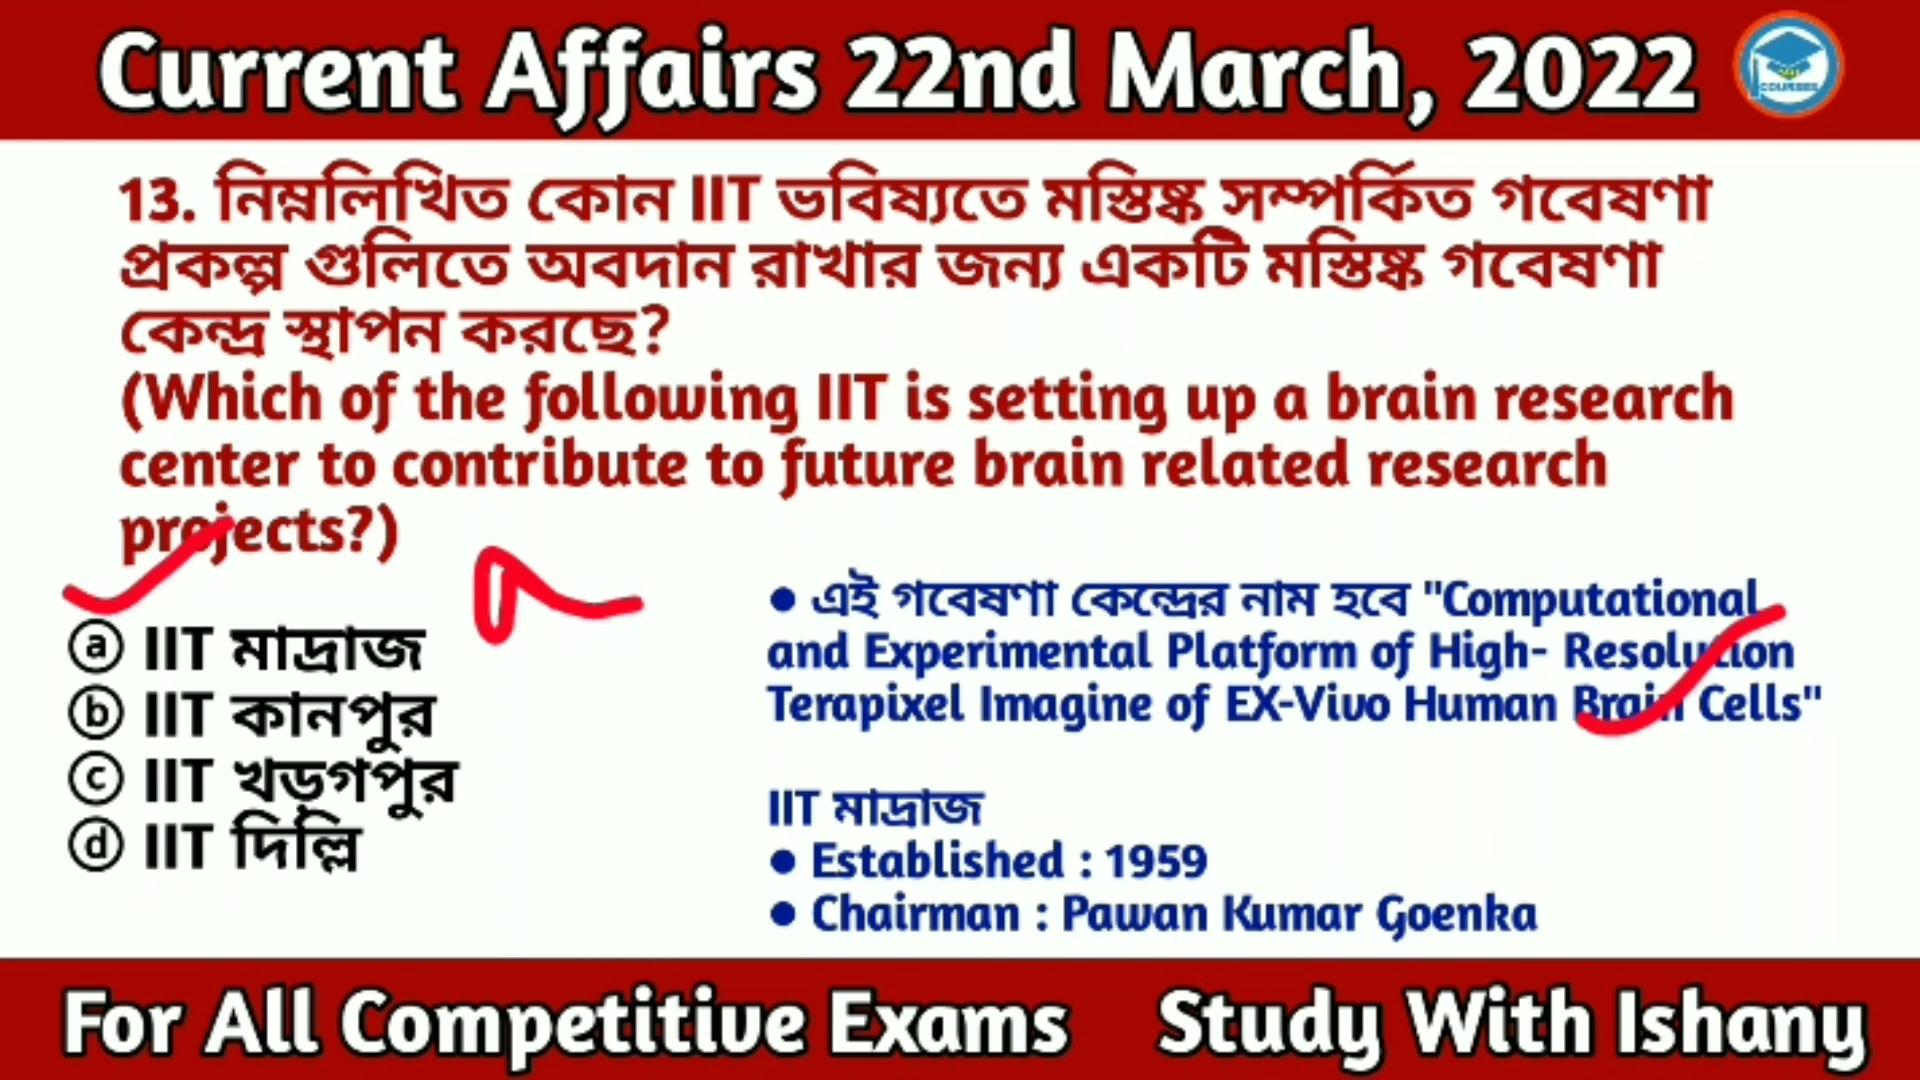 Current Affairs 22nd March, 2022
COURSES
13. নিম্নলিখিত কোন IIT ভবিষ্যতে মস্তিষ্ক সম্পর্কিত গবেষণা
প্রকল্প গুলিতে অবদান রাখার জন্য একটি মস্তিষ্ক গবেষণা
কেন্দ্র স্থাপন করছে?
(Which of the following IIT is setting up a brain research
center to contribute to future brain related research
projects?)
ⓐ IIT মাদ্রাজ
ⓑ IIT কানপুর
ⓒ IIT খড়গপুর
ⓓ IIT দিল্লি
● এই গবেষণা কেন্দ্রের নাম হবে "Computational
and Experimental Platform of High- Resolution
Terapixel Imagine of EX-Vivo Human Brain Cells"
IIT মাদ্রাজ
● Established : 1959
● Chairman : Pawan Kumar Goenka
For All Competitive Exams Study With Ishany